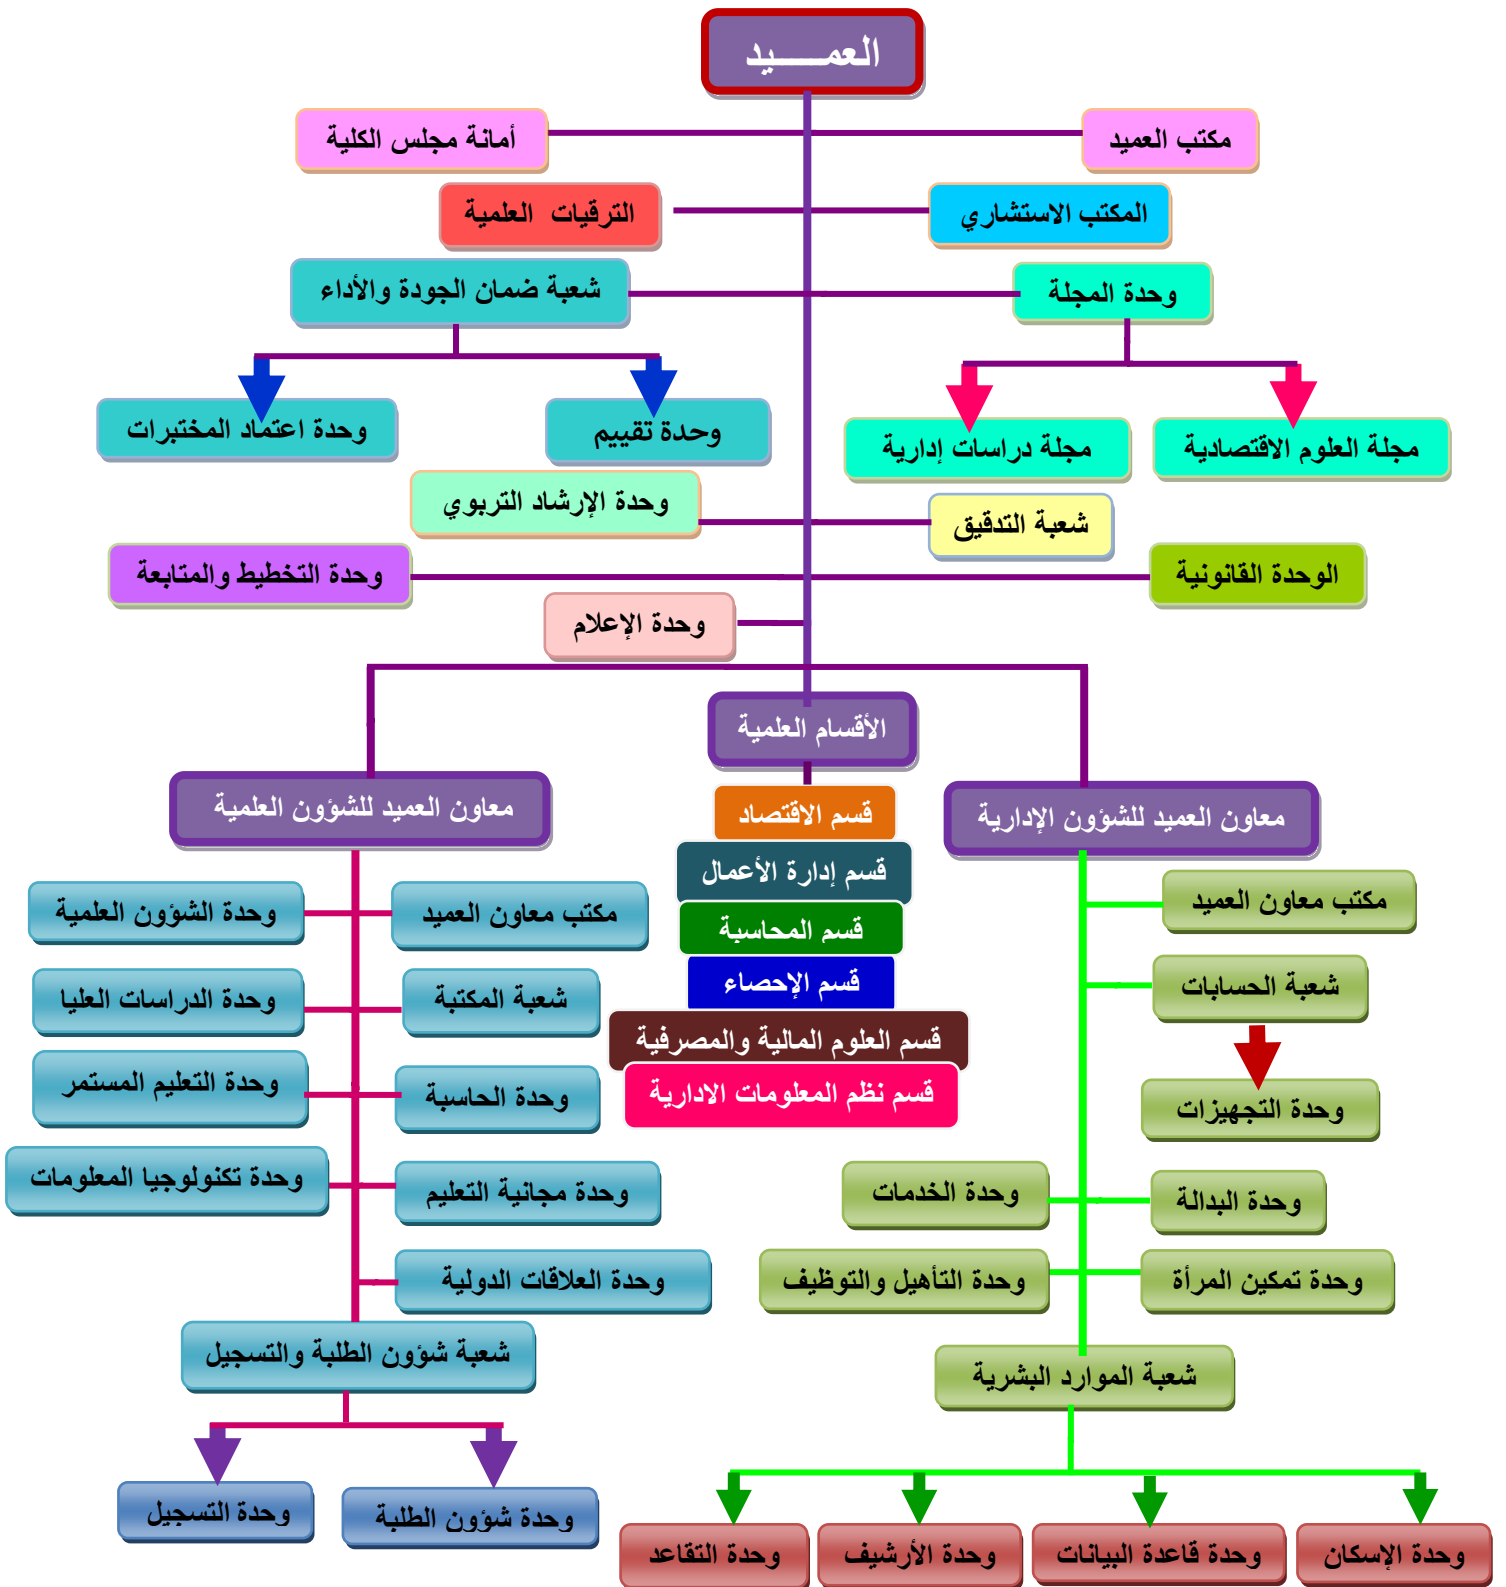 العمـــــيد
مكتب العميد
أمانة مجلس الكلية
المكتب الاستشاري
الترقيات العلمية
وحدة المجلة
شعبة ضمان الجودة والأداء
مجلة العلوم الاقتصادية
مجلة دراسات إدارية
وحدة تقييم
وحدة اعتماد المختبرات
شعبة التدقيق
وحدة الإرشاد التربوي
الوحدة القانونية
وحدة التخطيط والمتابعة
وحدة الإعلام
الأقسام العلمية
معاون العميد للشؤون الإدارية
معاون العميد للشؤون العلمية
قسم الاقتصاد
قسم إدارة الأعمال
قسم المحاسبة
قسم الإحصاء
قسم العلوم المالية والمصرفية
قسم نظم المعلومات الادارية
مكتب معاون العميد
شعبة الحسابات
وحدة التجهيزات
وحدة البدالة
وحدة الخدمات
وحدة تمكين المرأة
وحدة التأهيل والتوظيف
شعبة الموارد البشرية
وحدة الإسكان
وحدة قاعدة البيانات
وحدة الأرشيف
وحدة التقاعد
مكتب معاون العميد
وحدة الشؤون العلمية
شعبة المكتبة
وحدة الدراسات العليا
وحدة الحاسبة
وحدة التعليم المستمر
وحدة مجانية التعليم
وحدة تكنولوجيا المعلومات
وحدة العلاقات الدولية
شعبة شؤون الطلبة والتسجيل
وحدة شؤون الطلبة
وحدة التسجيل